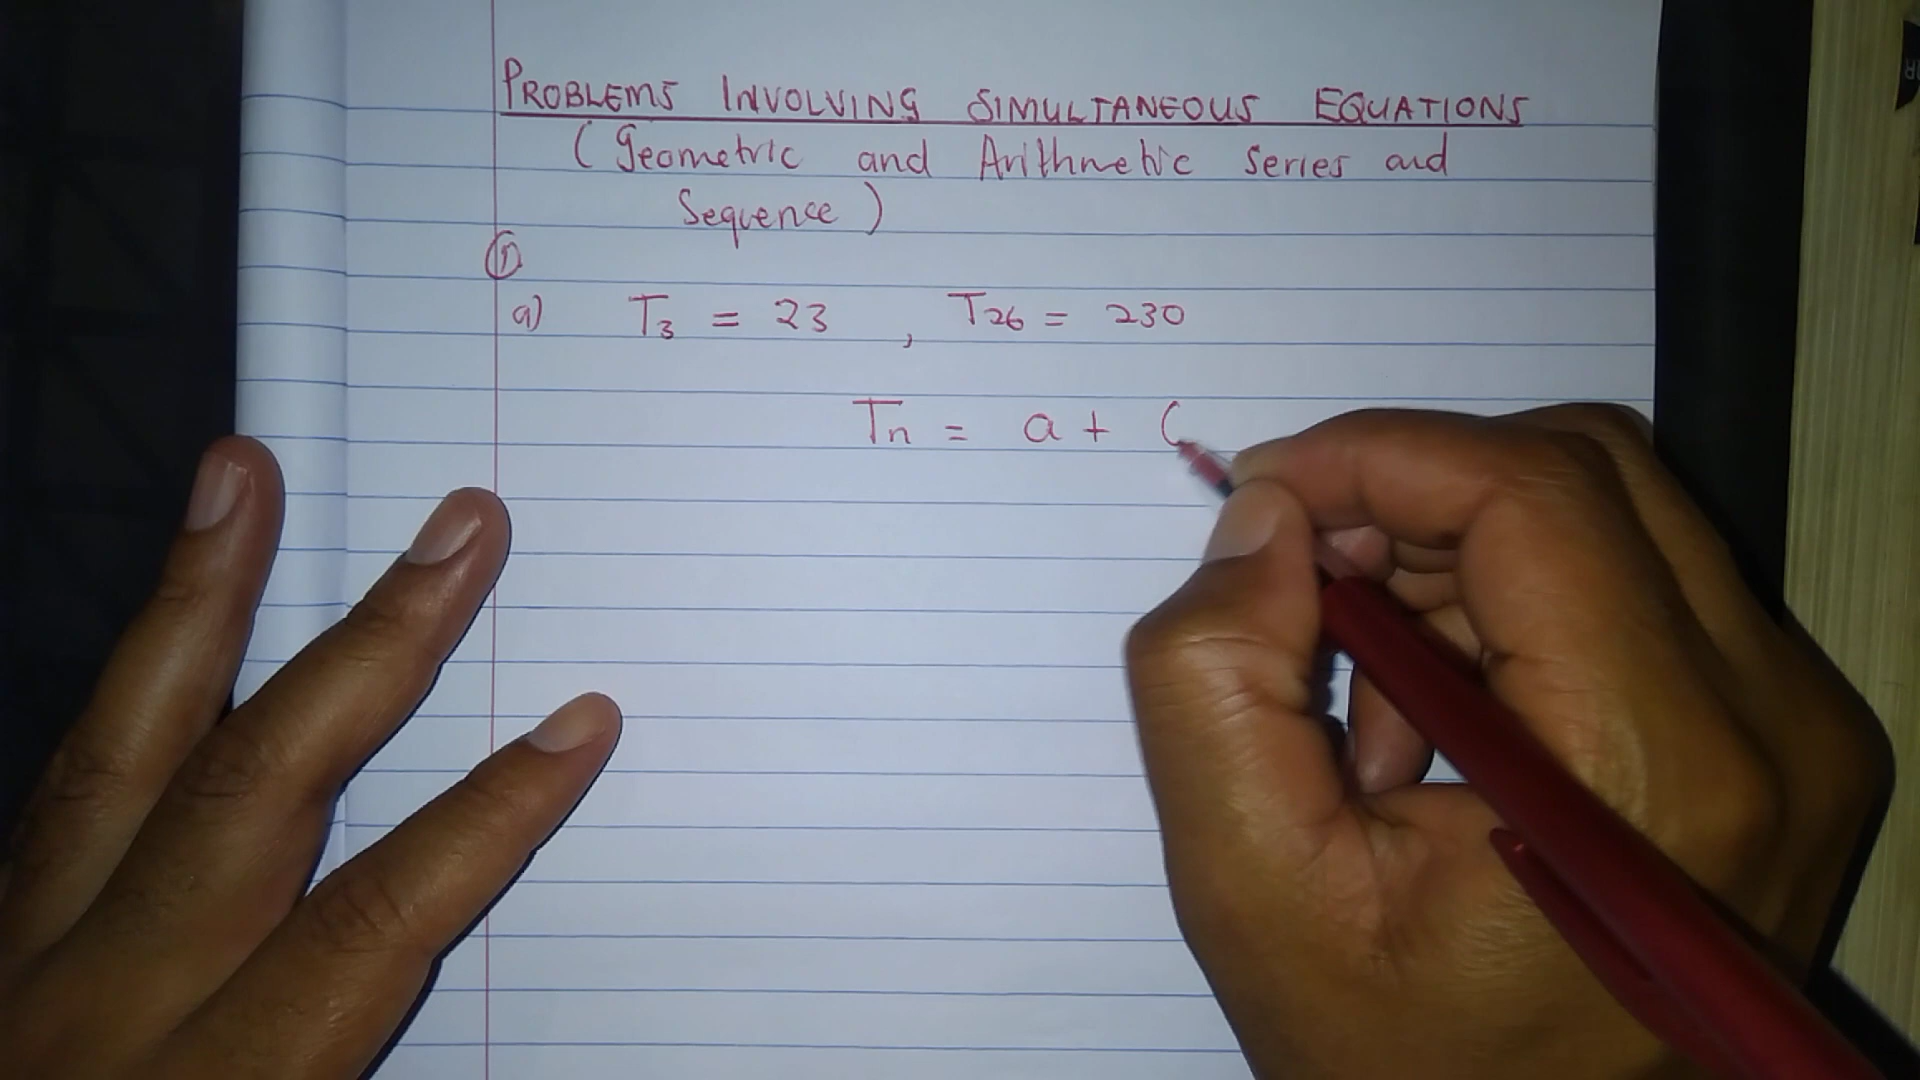 PROBLEMS INVOLVING SIMULTANEOUS EQUATIONS
(Geometric and Arithmetic Series and
Sequence)
①
a) T₃ = 23 , T₂₆ = 230
Tₙ = a + (